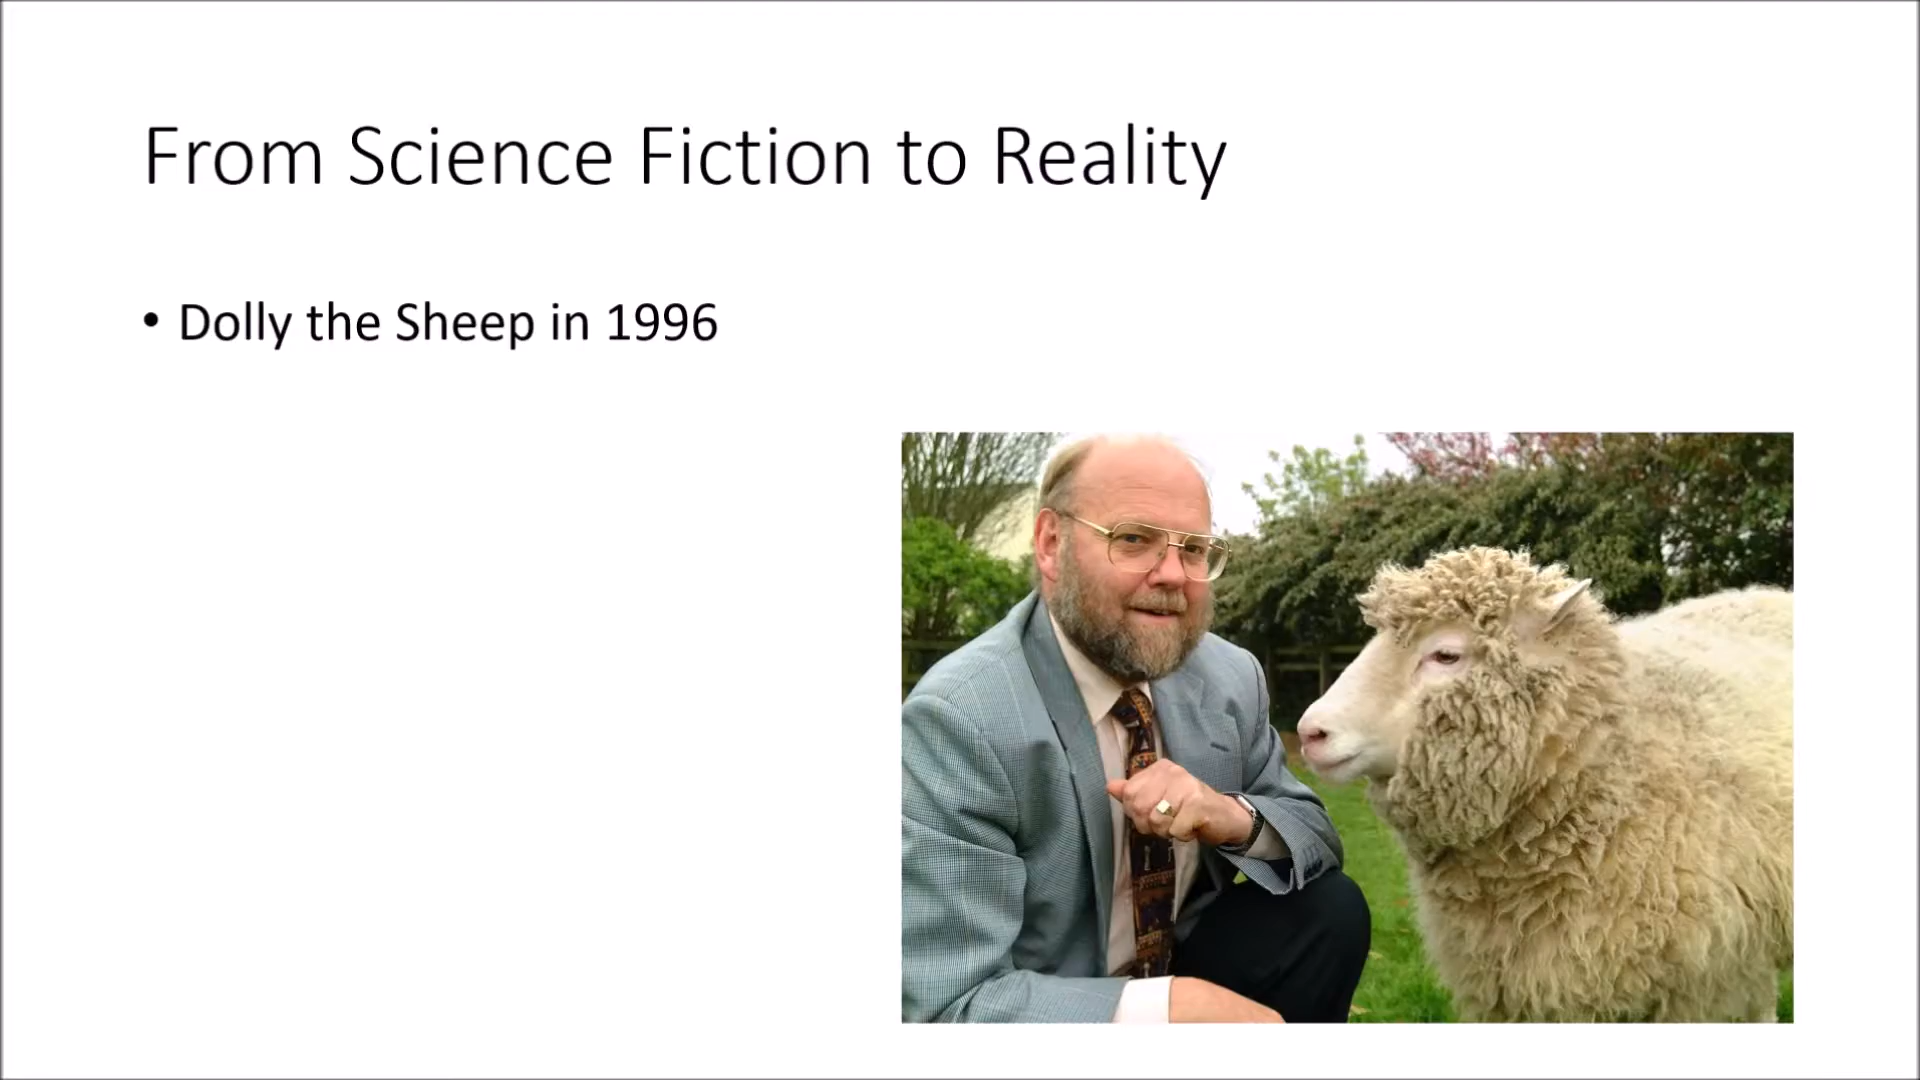 From Science Fiction to Reality
• Dolly the Sheep in 1996